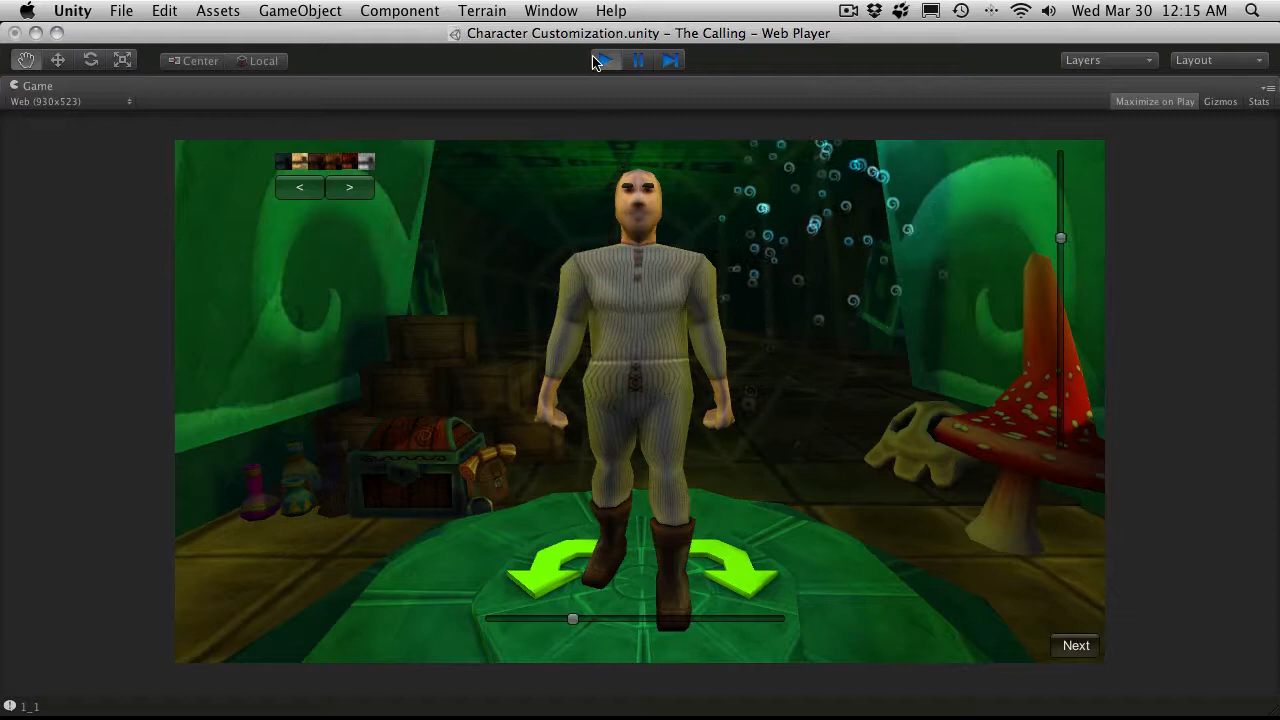 Unity File Edit Assets GameObject Component Terrain Window Help Wed Mar 30 12:15 AM
Character Customization.unity – The Calling – Web Player
Center Local Layers Layout
Game
Web (930x523) Maximize on Play Gizmos Stats
< >
Next
1_1